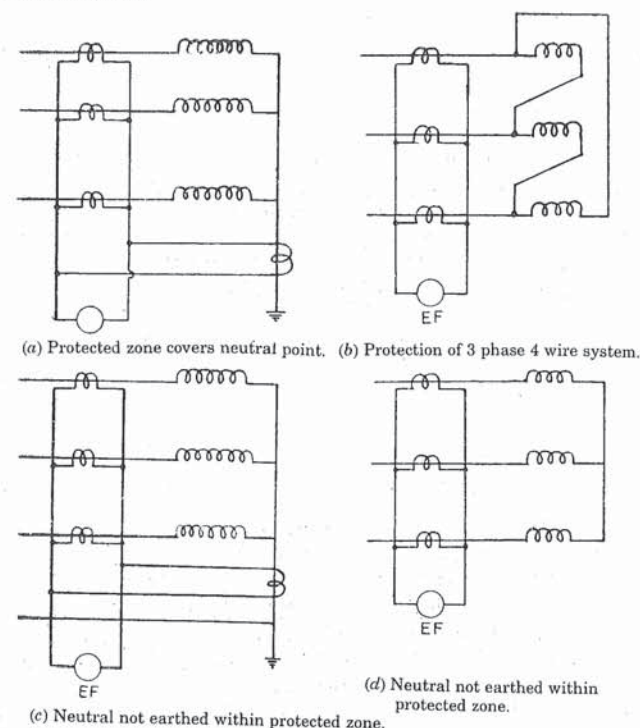 EF
(a) Protected zone covers neutral point.
(b) Protection of 3 phase 4 wire system.
EF
(c) Neutral not earthed within protected zone.
EF
(d) Neutral not earthed within
protected zone.